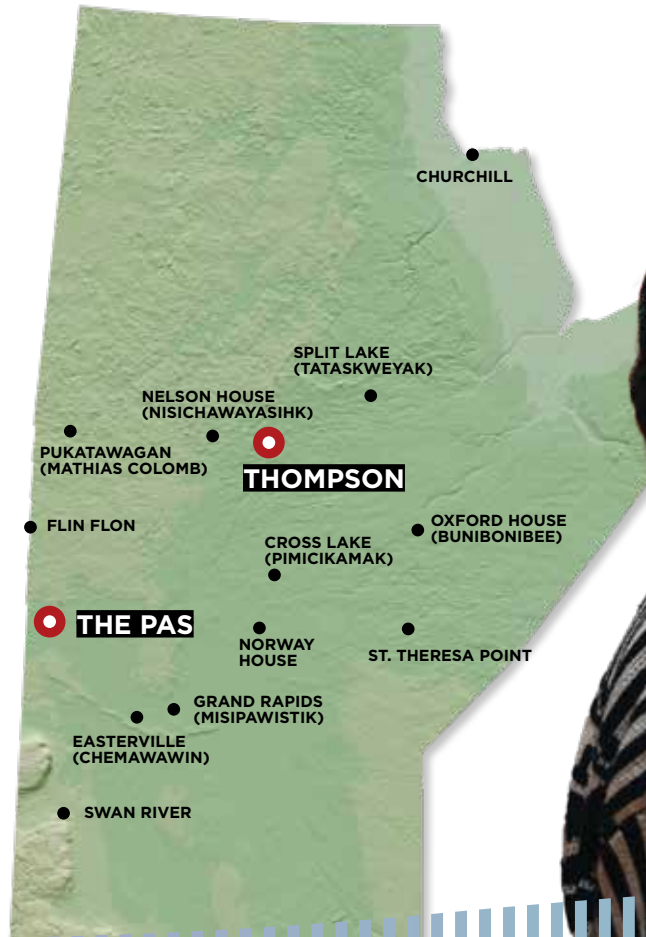 CHURCHILL
SPLIT LAKE
(TATASKWEYAK)
NELSON HOUSE
(NISICHAWAYASIHK)
PUKATAWAGAN
(MATHIAS COLOMB)
THOMPSON
FLIN FLON
OXFORD HOUSE
(BUNIBONIBEE)
CROSS LAKE
(PIMICIKAMAK)
THE PAS
NORWAY
HOUSE
ST. THERESA POINT
GRAND RAPIDS
(MISIPAWISTIK)
EASTERVILLE
(CHEMAWAWIN)
SWAN RIVER